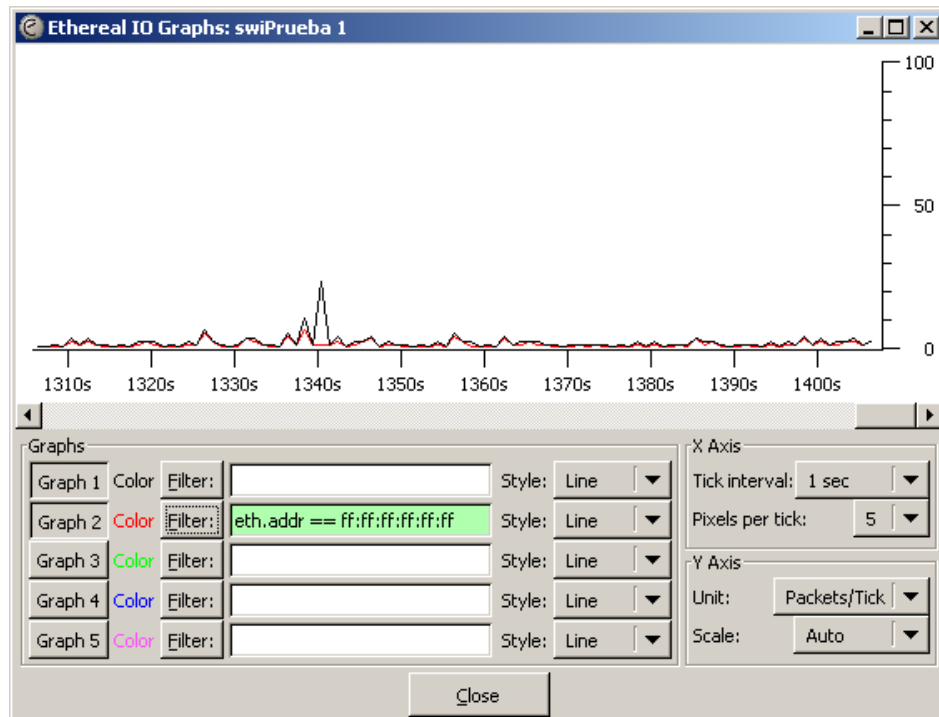 Ethereal IO Graphs: swiPrueba 1
100
50
0
1310s 1320s 1330s 1340s 1350s 1360s 1370s 1380s 1390s 1400s
Graphs
Graph 1 Color Filter: Style: Line
Graph 2 Color Filter: eth.addr == ff:ff:ff:ff:ff:ff Style: Line
Graph 3 Color Filter: Style: Line
Graph 4 Color Filter: Style: Line
Graph 5 Color Filter: Style: Line
X Axis
Tick interval: 1 sec
Pixels per tick: 5
Y Axis
Unit: Packets/Tick
Scale: Auto
Close